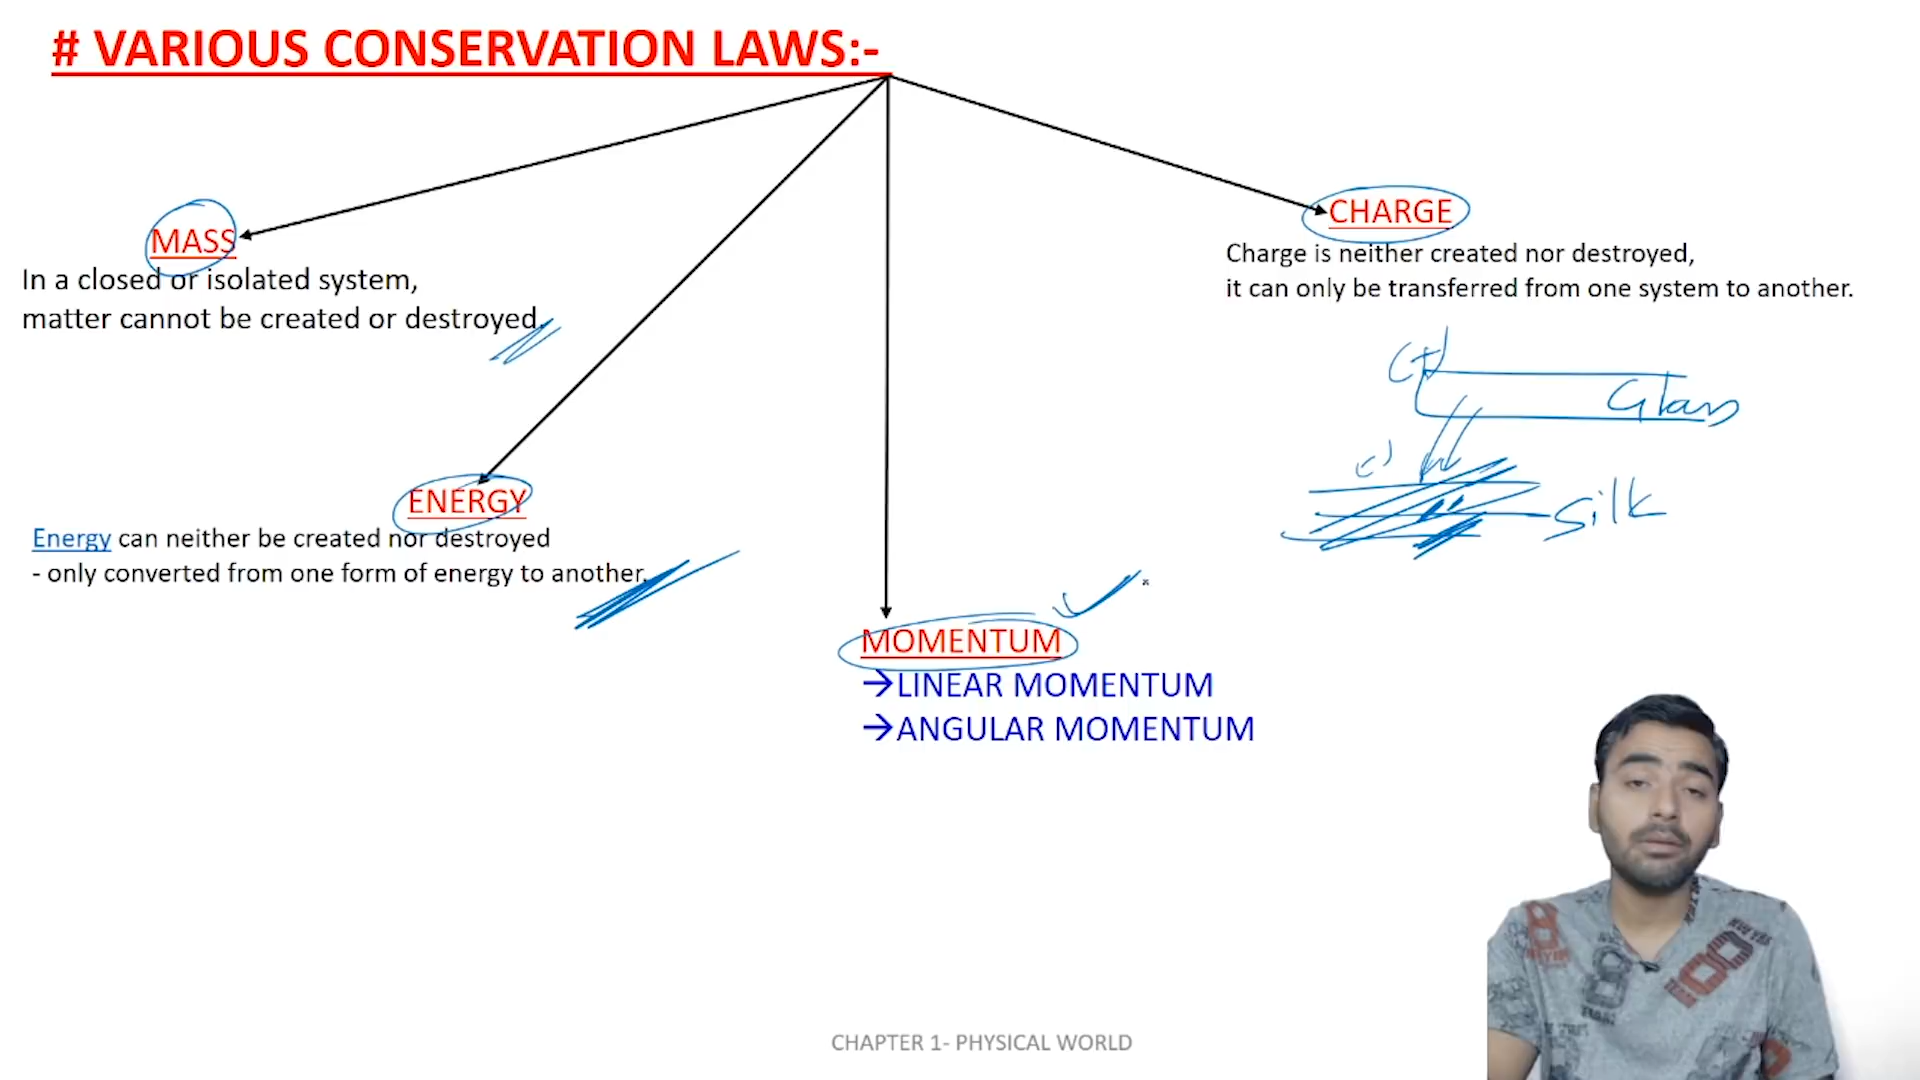 # VARIOUS CONSERVATION LAWS:-
MASS
In a closed or isolated system,
matter cannot be created or destroyed.
CHARGE
Charge is neither created nor destroyed,
it can only be transferred from one system to another.
(+)
Glass
(-)
Silk
ENERGY
Energy can neither be created nor destroyed
- only converted from one form of energy to another.
MOMENTUM
→LINEAR MOMENTUM
→ANGULAR MOMENTUM
CHAPTER 1- PHYSICAL WORLD